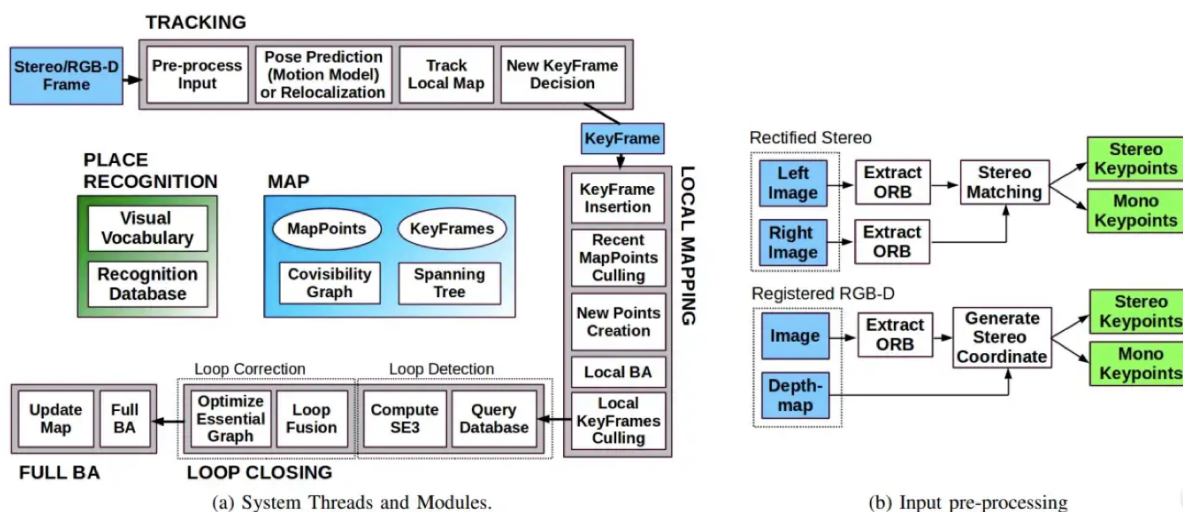 TRACKING
Stereo/RGB-D
Frame
Pre-process
Input
Pose Prediction
(Motion Model)
or Relocalization
Track
Local Map
New KeyFrame
Decision
KeyFrame
PLACE
RECOGNITION
Visual
Vocabulary
Recognition
Database
MAP
MapPoints
KeyFrames
Covisibility
Graph
Spanning
Tree
LOCAL MAPPING
KeyFrame
Insertion
Recent
MapPoints
Culling
New Points
Creation
Local BA
Local
KeyFrames
Culling
Loop Correction
Loop Detection
Optimize
Essential
Graph
Loop
Fusion
Compute
SE3
Query
Database
Update
Map
Full
BA
FULL BA
LOOP CLOSING
(a) System Threads and Modules.
Rectified Stereo
Left
Image
Extract
ORB
Stereo
Matching
Stereo
Keypoints
Mono
Keypoints
Right
Image
Extract
ORB
Registered RGB-D
Image
Extract
ORB
Generate
Stereo
Coordinate
Stereo
Keypoints
Mono
Keypoints
Depth-
map
(b) Input pre-processing